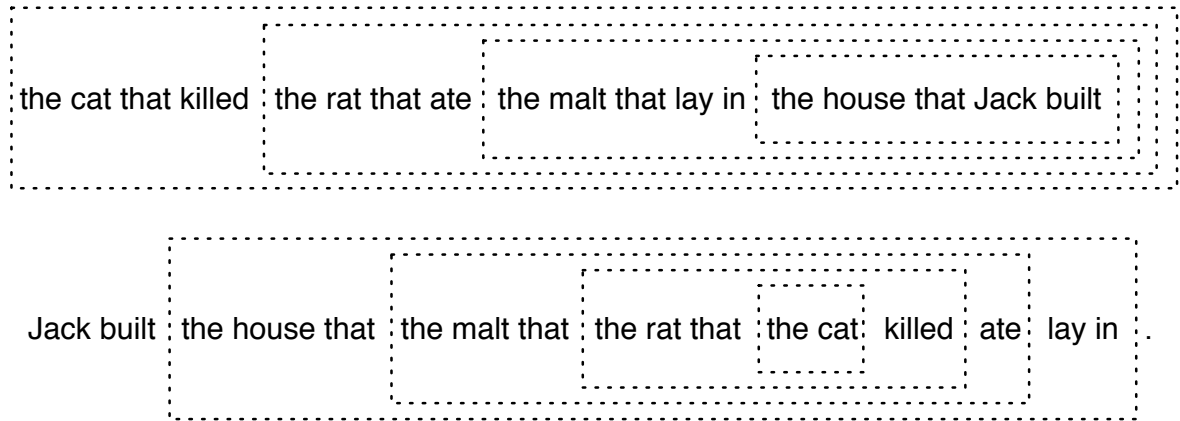 the cat that killed the rat that ate the malt that lay in the house that Jack built
Jack built the house that the malt that the rat that the cat killed ate lay in .